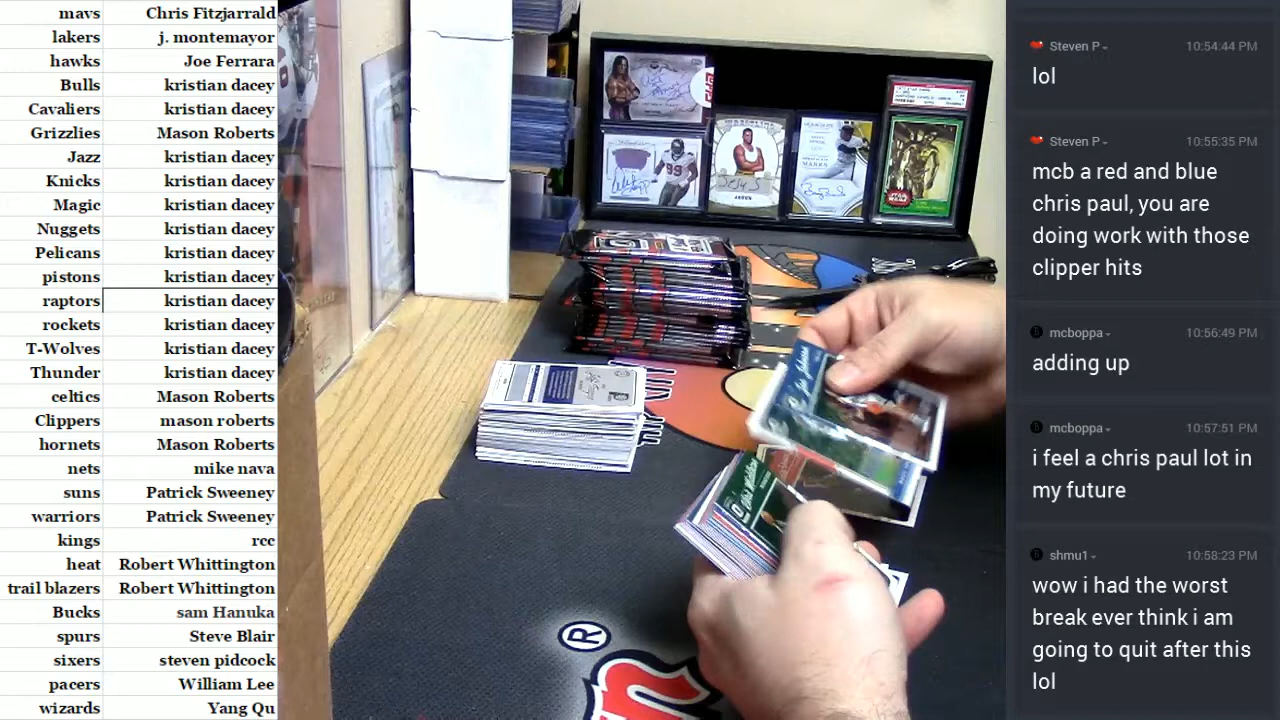 mavs Chris Fitzjarrald
lakers j. montemayor
hawks Joe Ferrara
Bulls kristian dacey
Cavaliers kristian dacey
Grizzlies Mason Roberts
Jazz kristian dacey
Knicks kristian dacey
Magic kristian dacey
Nuggets kristian dacey
Pelicans kristian dacey
pistons kristian dacey
raptors kristian dacey
rockets kristian dacey
T-Wolves kristian dacey
Thunder kristian dacey
celtics Mason Roberts
Clippers mason roberts
hornets Mason Roberts
nets mike nava
suns Patrick Sweeney
warriors Patrick Sweeney
kings rcc
heat Robert Whittington
trail blazers Robert Whittington
Bucks sam Hanuka
spurs Steve Blair
sixers steven pidcock
pacers William Lee
wizards Yang Qu
99
STAR WARS
®
Steven P 10:54:44 PM
lol
Steven P 10:55:35 PM
mcb a red and blue
chris paul, you are
doing work with those
clipper hits
mcboppa 10:56:49 PM
adding up
mcboppa 10:57:51 PM
i feel a chris paul lot in
my future
shmu1 10:58:23 PM
wow i had the worst
break ever think i am
going to quit after this
lol